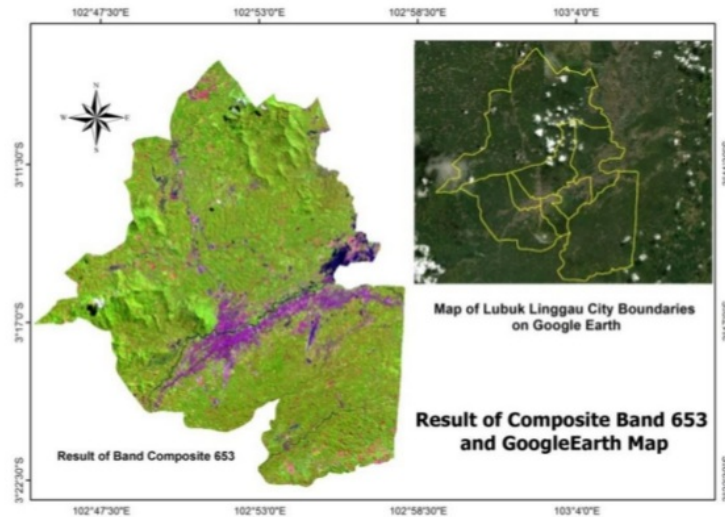 102°47'30"E 102°53'0"E 102°58'30"E 103°4'0"E
N
W E
S
3°11'30"S
3°17'0"S
3°22'30"S
Map of Lubuk Linggau City Boundaries
on Google Earth
Result of Composite Band 653
and GoogleEarth Map
Result of Band Composite 653
102°47'30"E 102°53'0"E 102°58'30"E 103°4'0"E